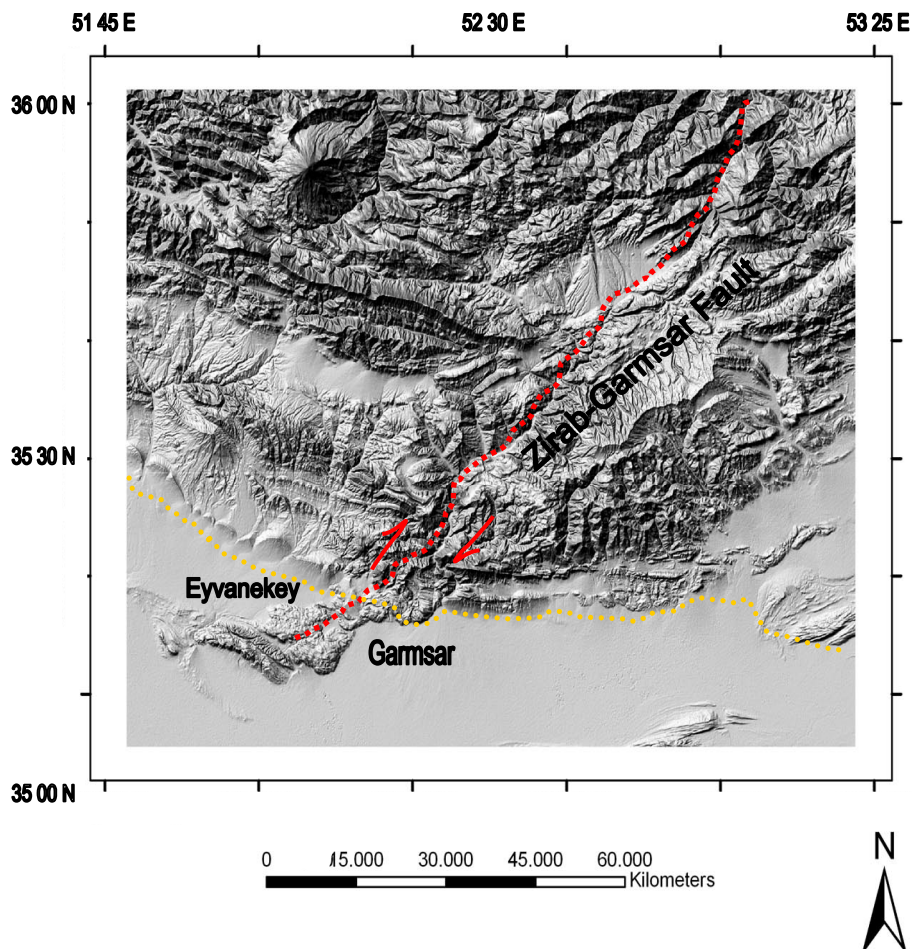 51 45 E 52 30 E 53 25 E
36 00 N
Zirab-Garmsar Fault
35 30 N
Eyvanekey
Garmsar
35 00 N
0 15.000 30.000 45.000 60.000
Kilometers
N